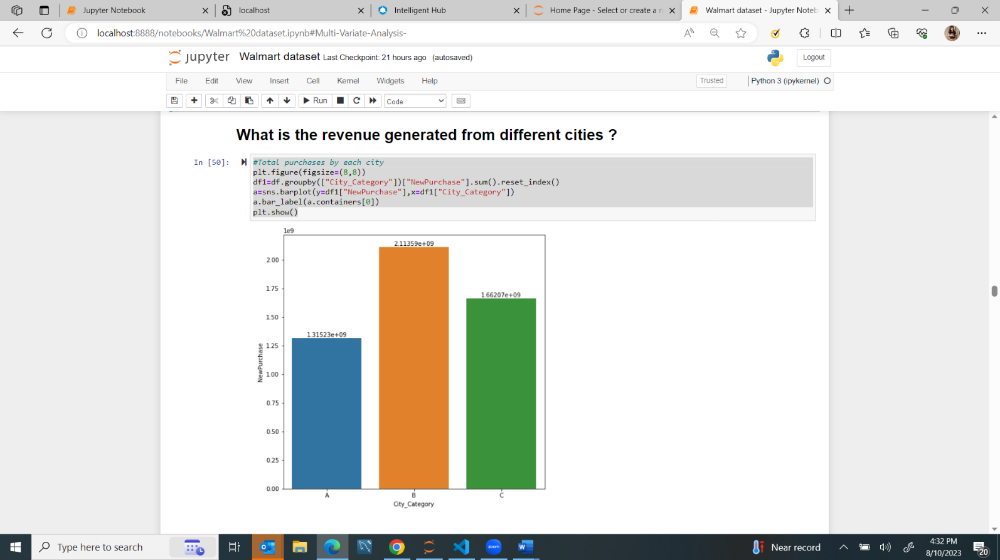 Jupyter Notebook
localhost
Intelligent Hub
Home Page - Select or create a n
Walmart dataset - Jupyter Noteb
localhost:8888/notebooks/Walmart%20dataset.ipynb#Multi-Variate-Analysis-
jupyter Walmart dataset Last Checkpoint: 21 hours ago (autosaved)
Logout
File Edit View Insert Cell Kernel Widgets Help
Trusted
Python 3 (ipykernel)
Run
Code
What is the revenue generated from different cities ?
In [50]:
#Total purchases by each city
plt.figure(figsize=(8,8))
df1=df.groupby(["City_Category"])["NewPurchase"].sum().reset_index()
a=sns.barplot(y=df1["NewPurchase"],x=df1["City_Category"])
a.bar_label(a.containers[0])
plt.show()
1e9
2.11359e+09
2.00
1.75
1.66207e+09
1.50
1.31523e+09
1.25
NewPurchase
1.00
0.75
0.50
0.25
0.00
A B C
City_Category
Type here to search
zoom
Near record
4:32 PM
8/10/2023
20